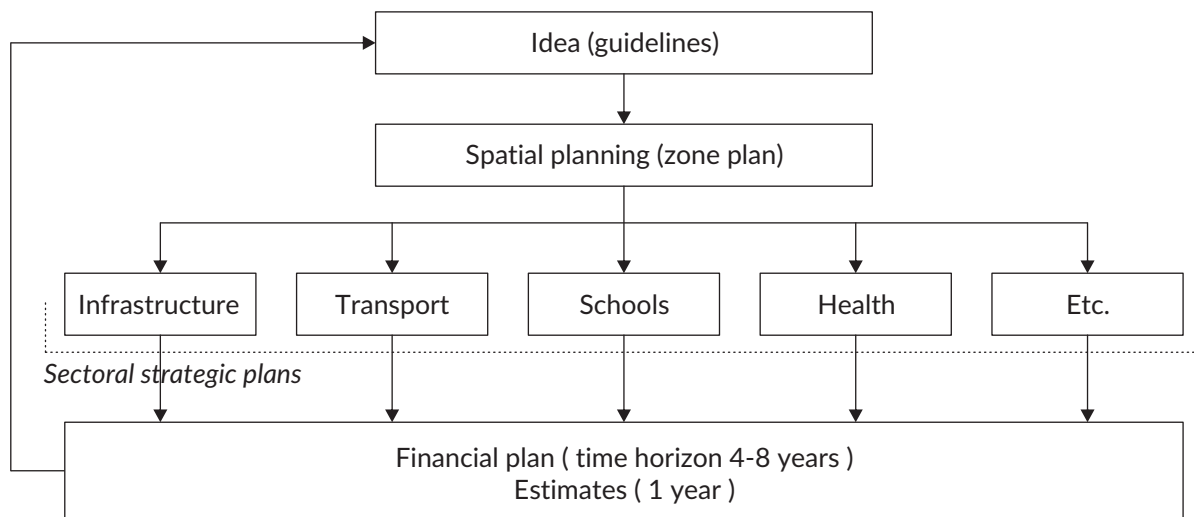 Idea (guidelines)
Spatial planning (zone plan)
Infrastructure
Transport
Schools
Health
Etc.
Sectoral strategic plans
Financial plan ( time horizon 4-8 years )
Estimates ( 1 year )